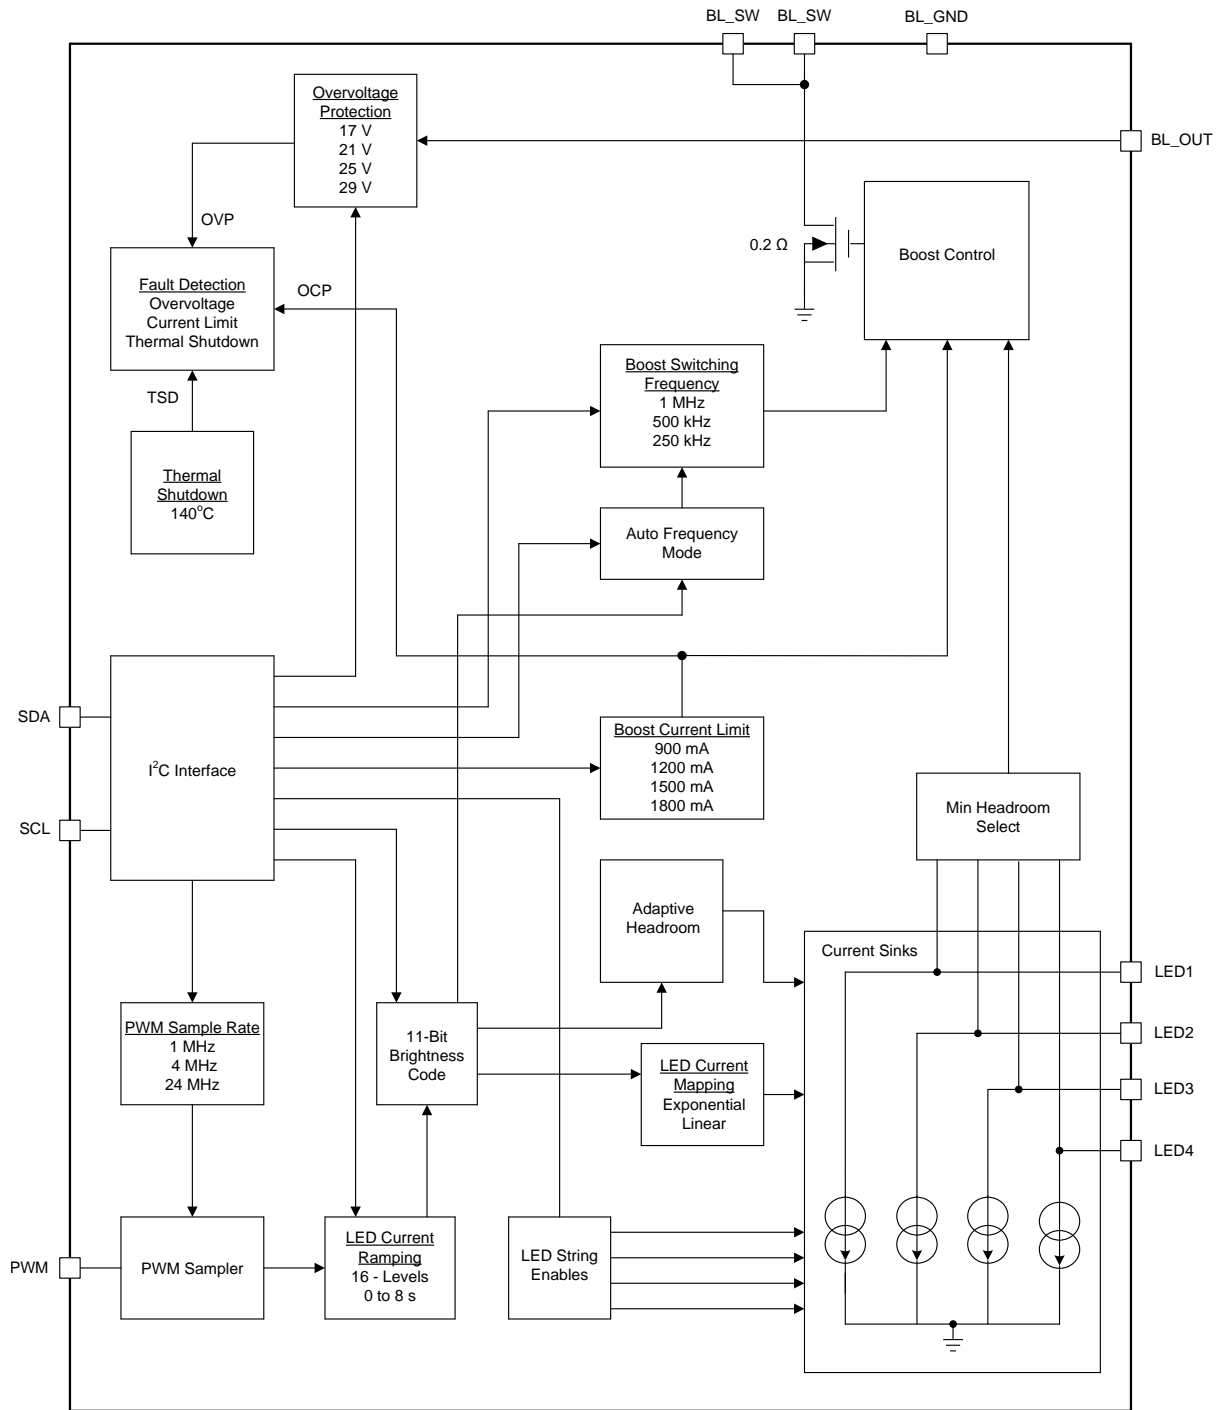 BL_SW
BL_SW
BL_GND
Overvoltage
Protection
17 V
21 V
25 V
29 V
BL_OUT
OVP
0.2 Ω
Boost Control
Fault Detection
Overvoltage
Current Limit
Thermal Shutdown
OCP
TSD
Boost Switching
Frequency
1 MHz
500 kHz
250 kHz
Thermal
Shutdown
140°C
Auto Frequency
Mode
SDA
I²C Interface
SCL
Boost Current Limit
900 mA
1200 mA
1500 mA
1800 mA
Min Headroom
Select
Adaptive
Headroom
Current Sinks
LED1
LED2
LED3
LED4
PWM Sample Rate
1 MHz
4 MHz
24 MHz
11-Bit
Brightness
Code
LED Current
Mapping
Exponential
Linear
PWM
PWM Sampler
LED Current
Ramping
16 - Levels
0 to 8 s
LED String
Enables